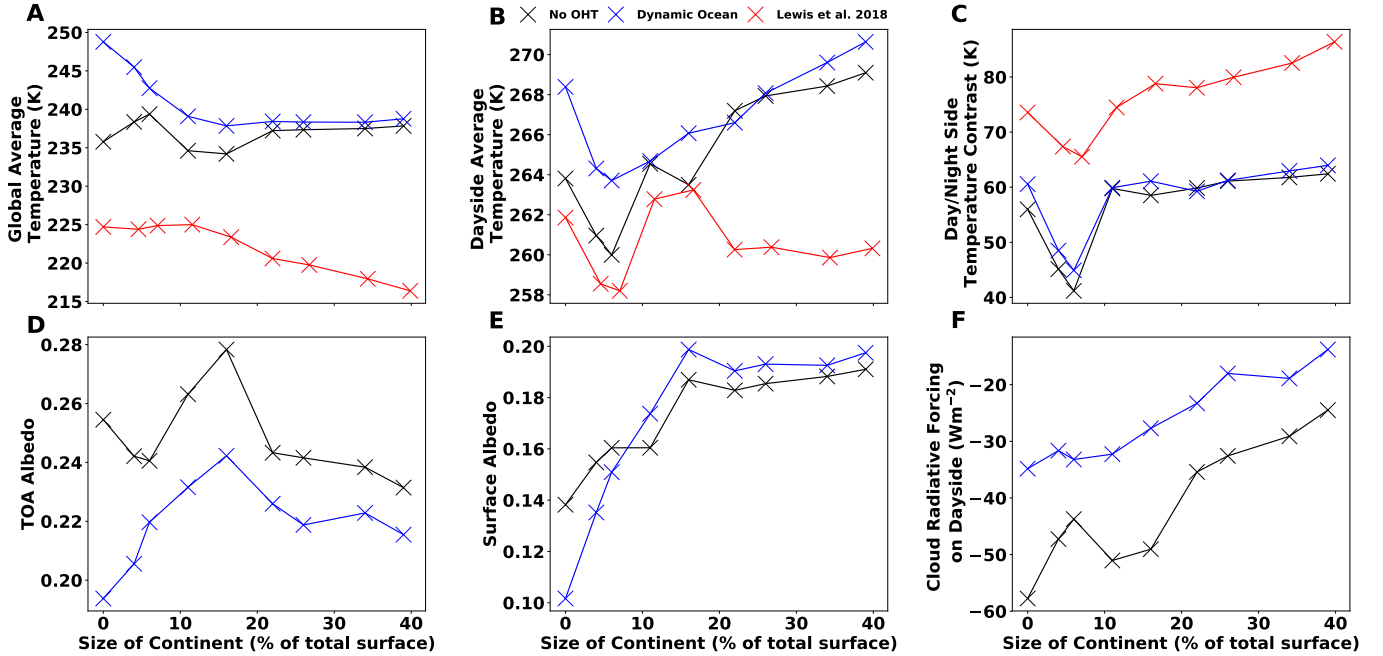 No OHT Dynamic Ocean Lewis et al. 2018
A
250
245
240
235
230
225
220
215
Global Average
Temperature (K)
B
270
268
266
264
262
260
258
Dayside Average
Temperature (K)
C
80
70
60
50
40
Day/Night Side
Temperature Contrast (K)
D
0.28
0.26
0.24
0.22
0.20
TOA Albedo
0 10 20 30 40
Size of Continent (% of total surface)
E
0.20
0.18
0.16
0.14
0.12
0.10
Surface Albedo
0 10 20 30 40
Size of Continent (% of total surface)
F
−20
−30
−40
−50
−60
Cloud Radiative Forcing
on Dayside (Wm⁻²)
0 10 20 30 40
Size of Continent (% of total surface)